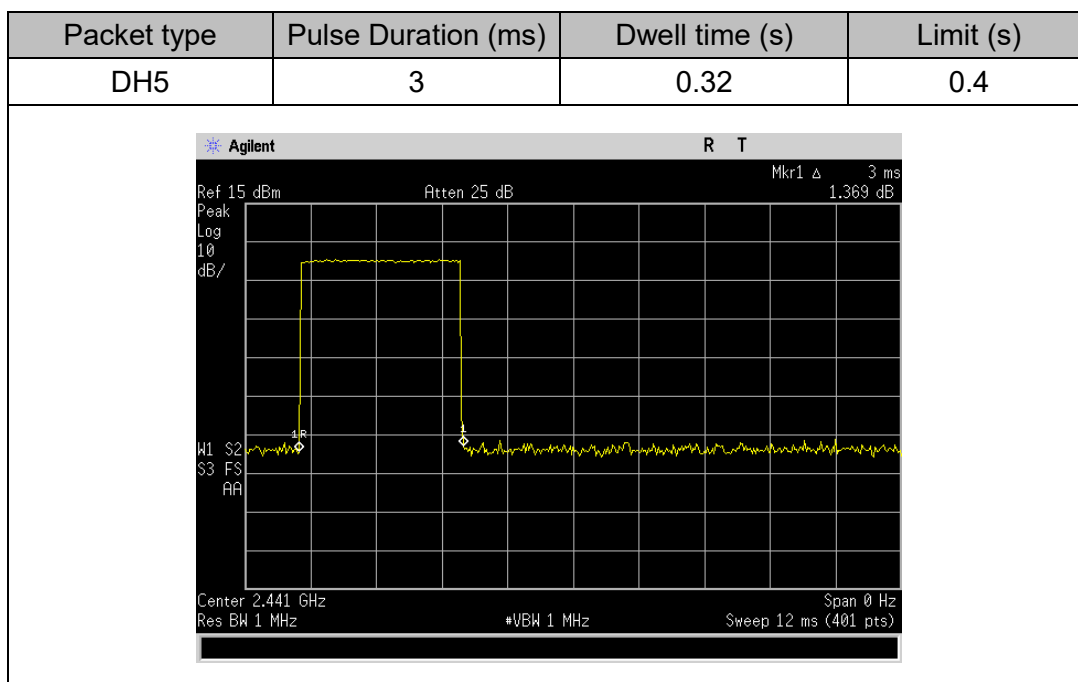 Packet type Pulse Duration (ms) Dwell time (s) Limit (s)
DH5 3 0.32 0.4
Agilent R T
Mkr1 Δ 3 ms
Ref 15 dBm Atten 25 dB 1.369 dB
Peak
Log
10
dB/
1R
1
W1 S2
S3 FS
AA
Center 2.441 GHz Span 0 Hz
Res BW 1 MHz #VBW 1 MHz Sweep 12 ms (401 pts)